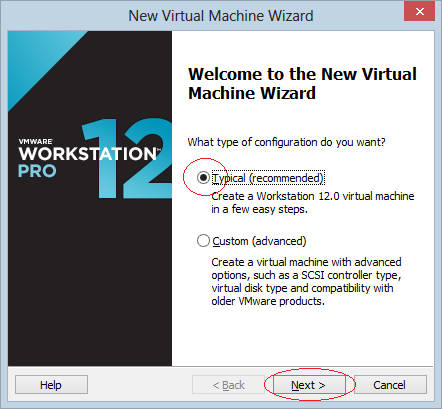 New Virtual Machine Wizard
VMWARE
WORKSTATION™
PRO
12
Welcome to the New Virtual
Machine Wizard
What type of configuration do you want?
Typical (recommended)
Create a Workstation 12.0 virtual machine
in a few easy steps.
Custom (advanced)
Create a virtual machine with advanced
options, such as a SCSI controller type,
virtual disk type and compatibility with
older VMware products.
Help
< Back
Next >
Cancel